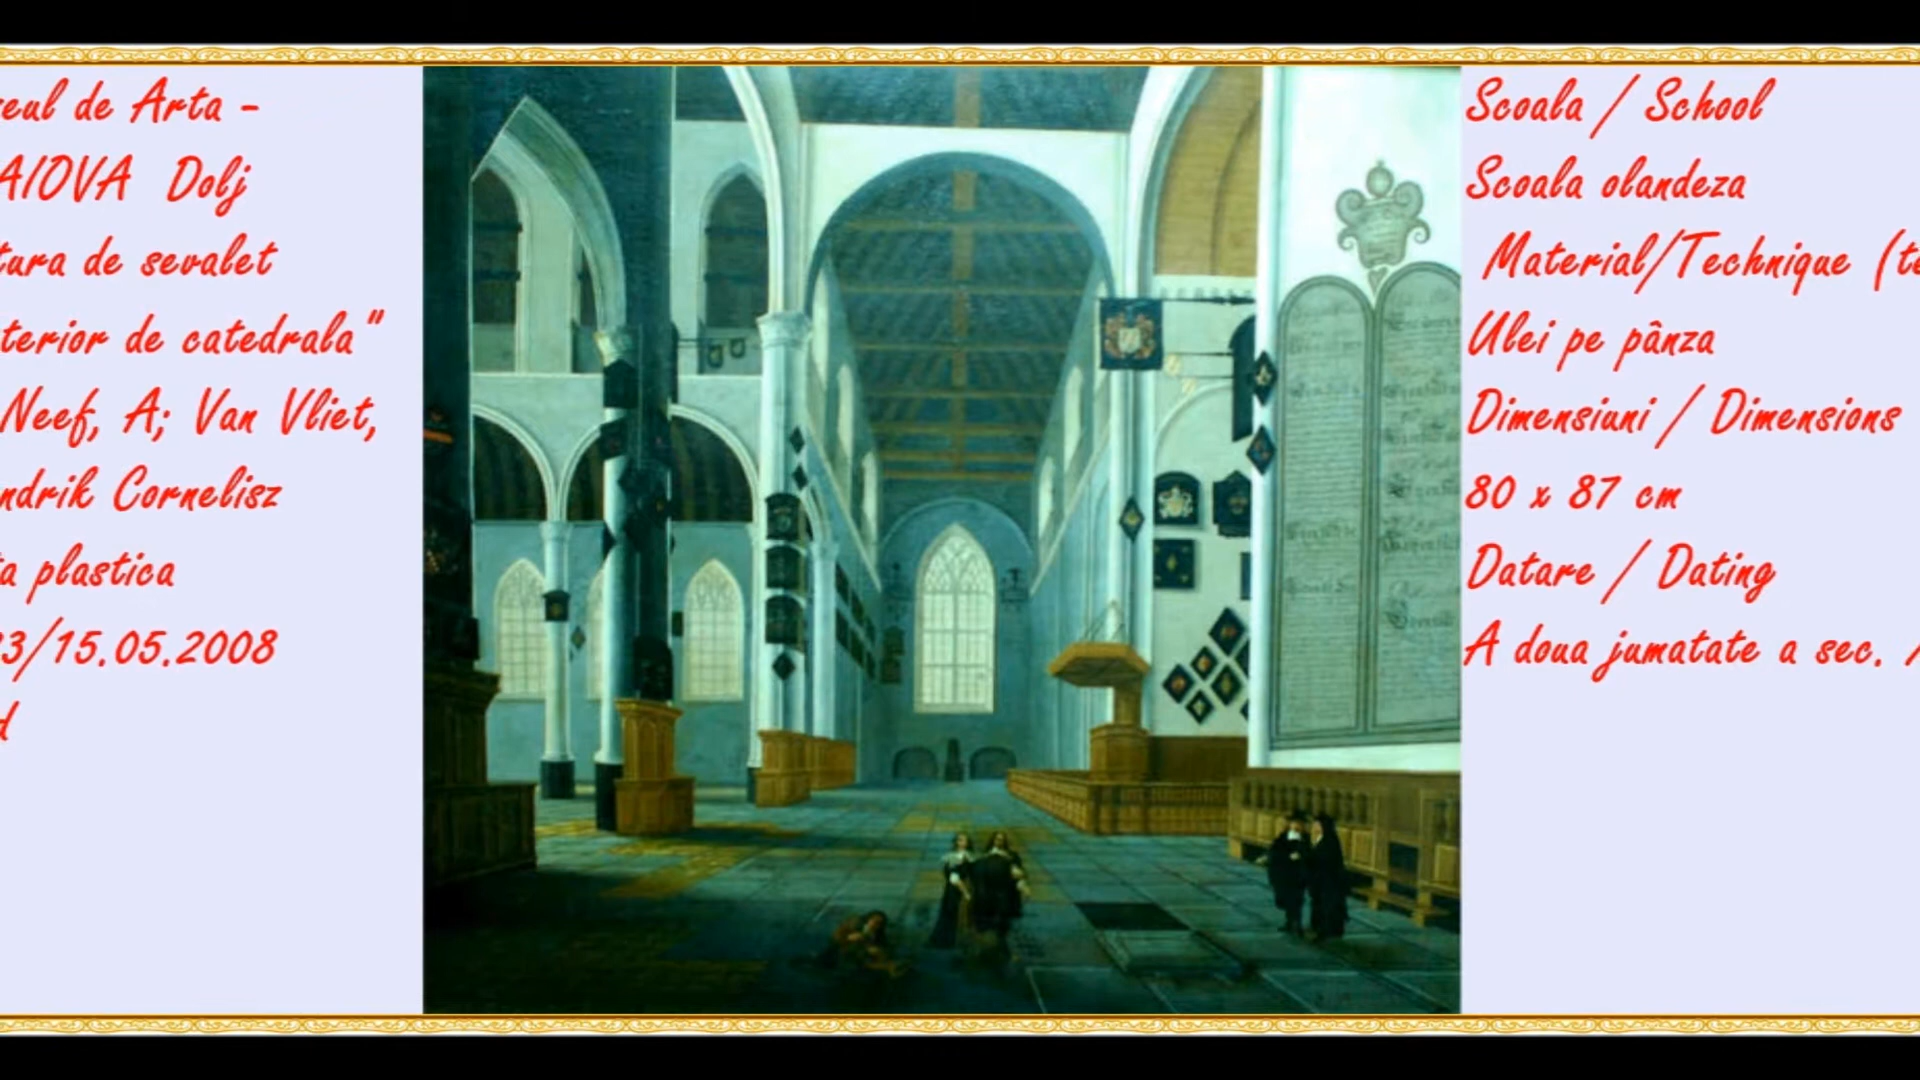 eul de Arta -
AIOVA Dolj
tura de sevalet
terior de catedrala"
Neef, A; Van Vliet,
ndrik Cornelisz
a plastica
3/15.05.2008
d
Scoala / School
Scoala olandeza
Material/Technique (te
Ulei pe pânza
Dimensiuni / Dimensions
80 x 87 cm
Datare / Dating
A doua jumatate a sec.